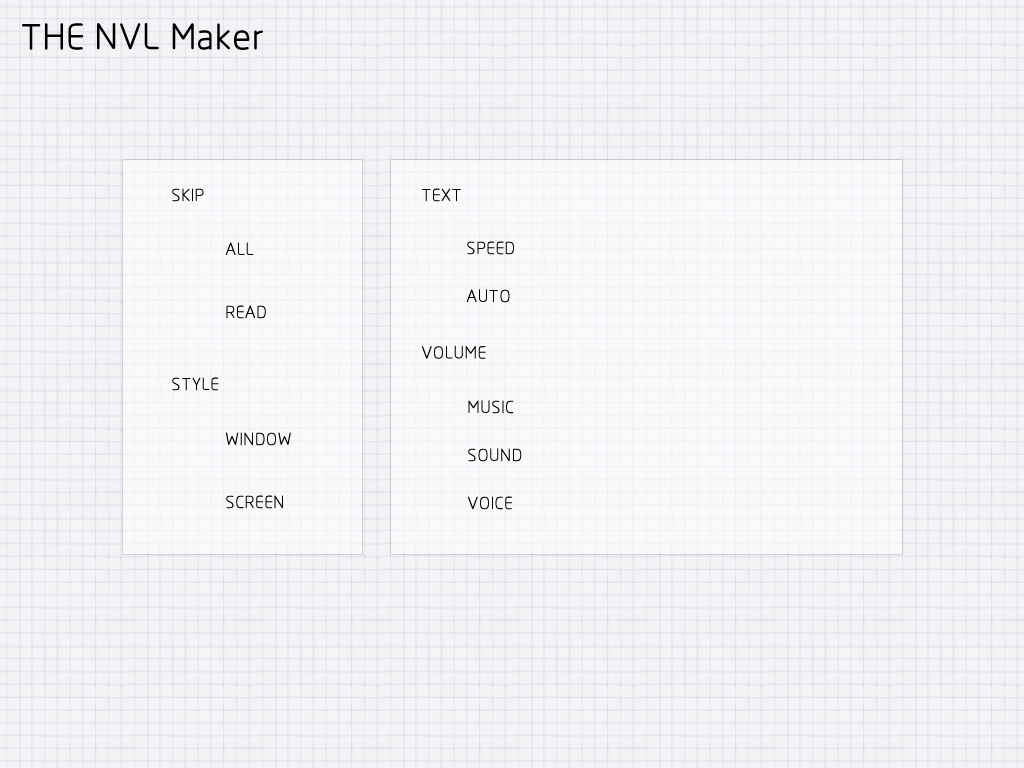 THE NVL Maker
SKIP
ALL
READ
STYLE
WINDOW
SCREEN
TEXT
SPEED
AUTO
VOLUME
MUSIC
SOUND
VOICE